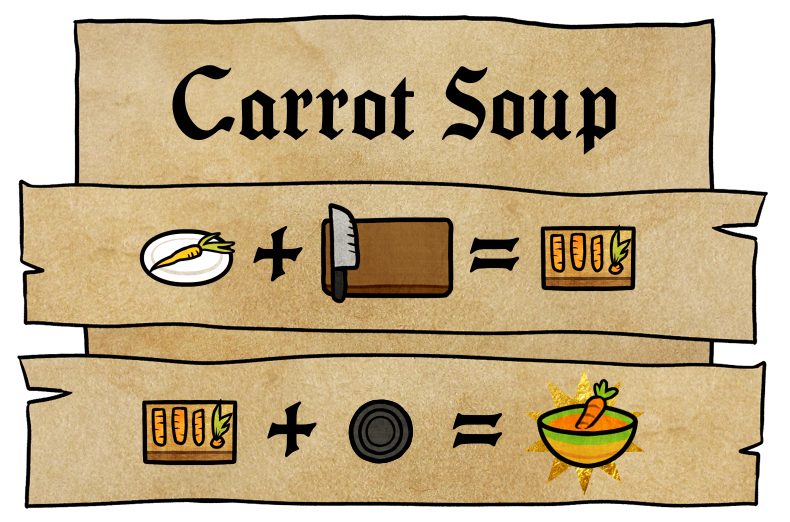 Carrot Soup
+ =
+ =